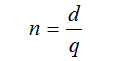 n = d/q